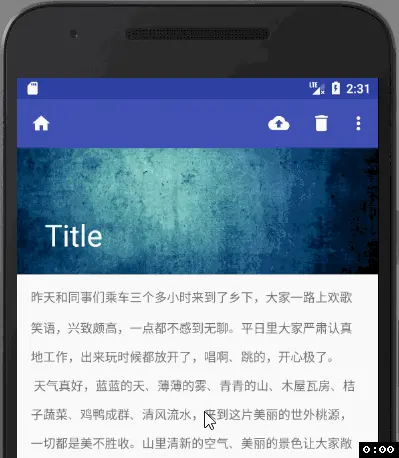 LTE 2:31
Title
昨天和同事们乘车三个多小时来到了乡下，大家一路上欢歌
笑语，兴致颇高，一点都不感到无聊。平日里大家严肃认真
地工作，出来玩时候都放开了，唱啊、跳的，开心极了。
天气真好，蓝蓝的天、薄薄的雾、青青的山、木屋瓦房、桔
子蔬菜、鸡鸭成群、清风流水，来到这片美丽的世外桃源，
一切都是美不胜收。山里清新的空气、美丽的景色让大家敞
0:00